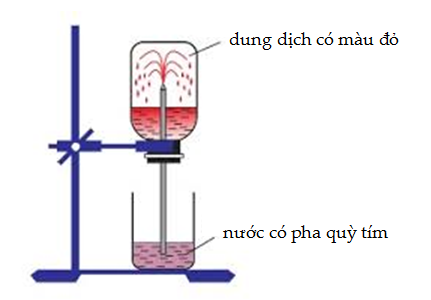 dung dịch có màu đỏ
nước có pha quỳ tím